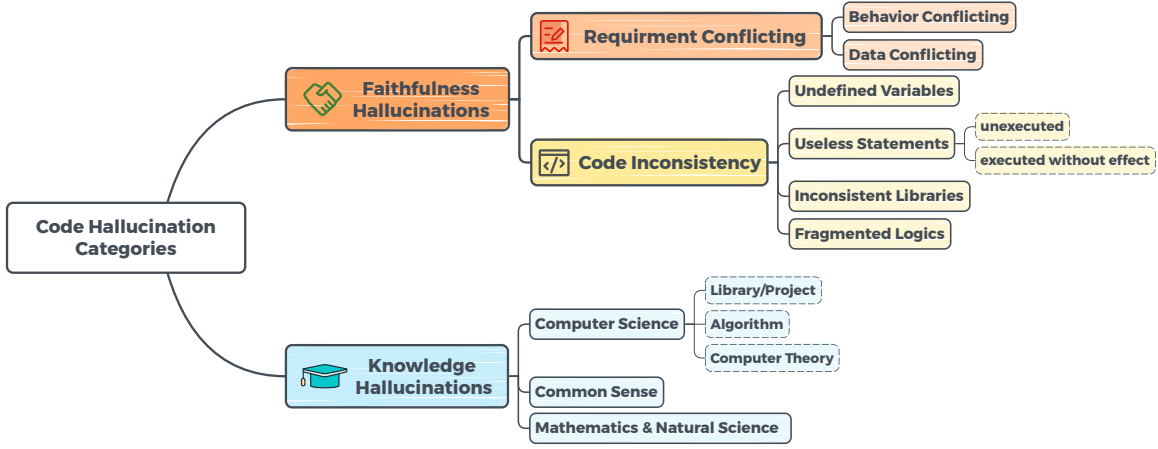 Code Hallucination
Categories
Faithfulness
Hallucinations
Requirment Conflicting
Behavior Conflicting
Data Conflicting
Code Inconsistency
Undefined Variables
Useless Statements
unexecuted
executed without effect
Inconsistent Libraries
Fragmented Logics
Knowledge
Hallucinations
Computer Science
Library/Project
Algorithm
Computer Theory
Common Sense
Mathematics & Natural Science